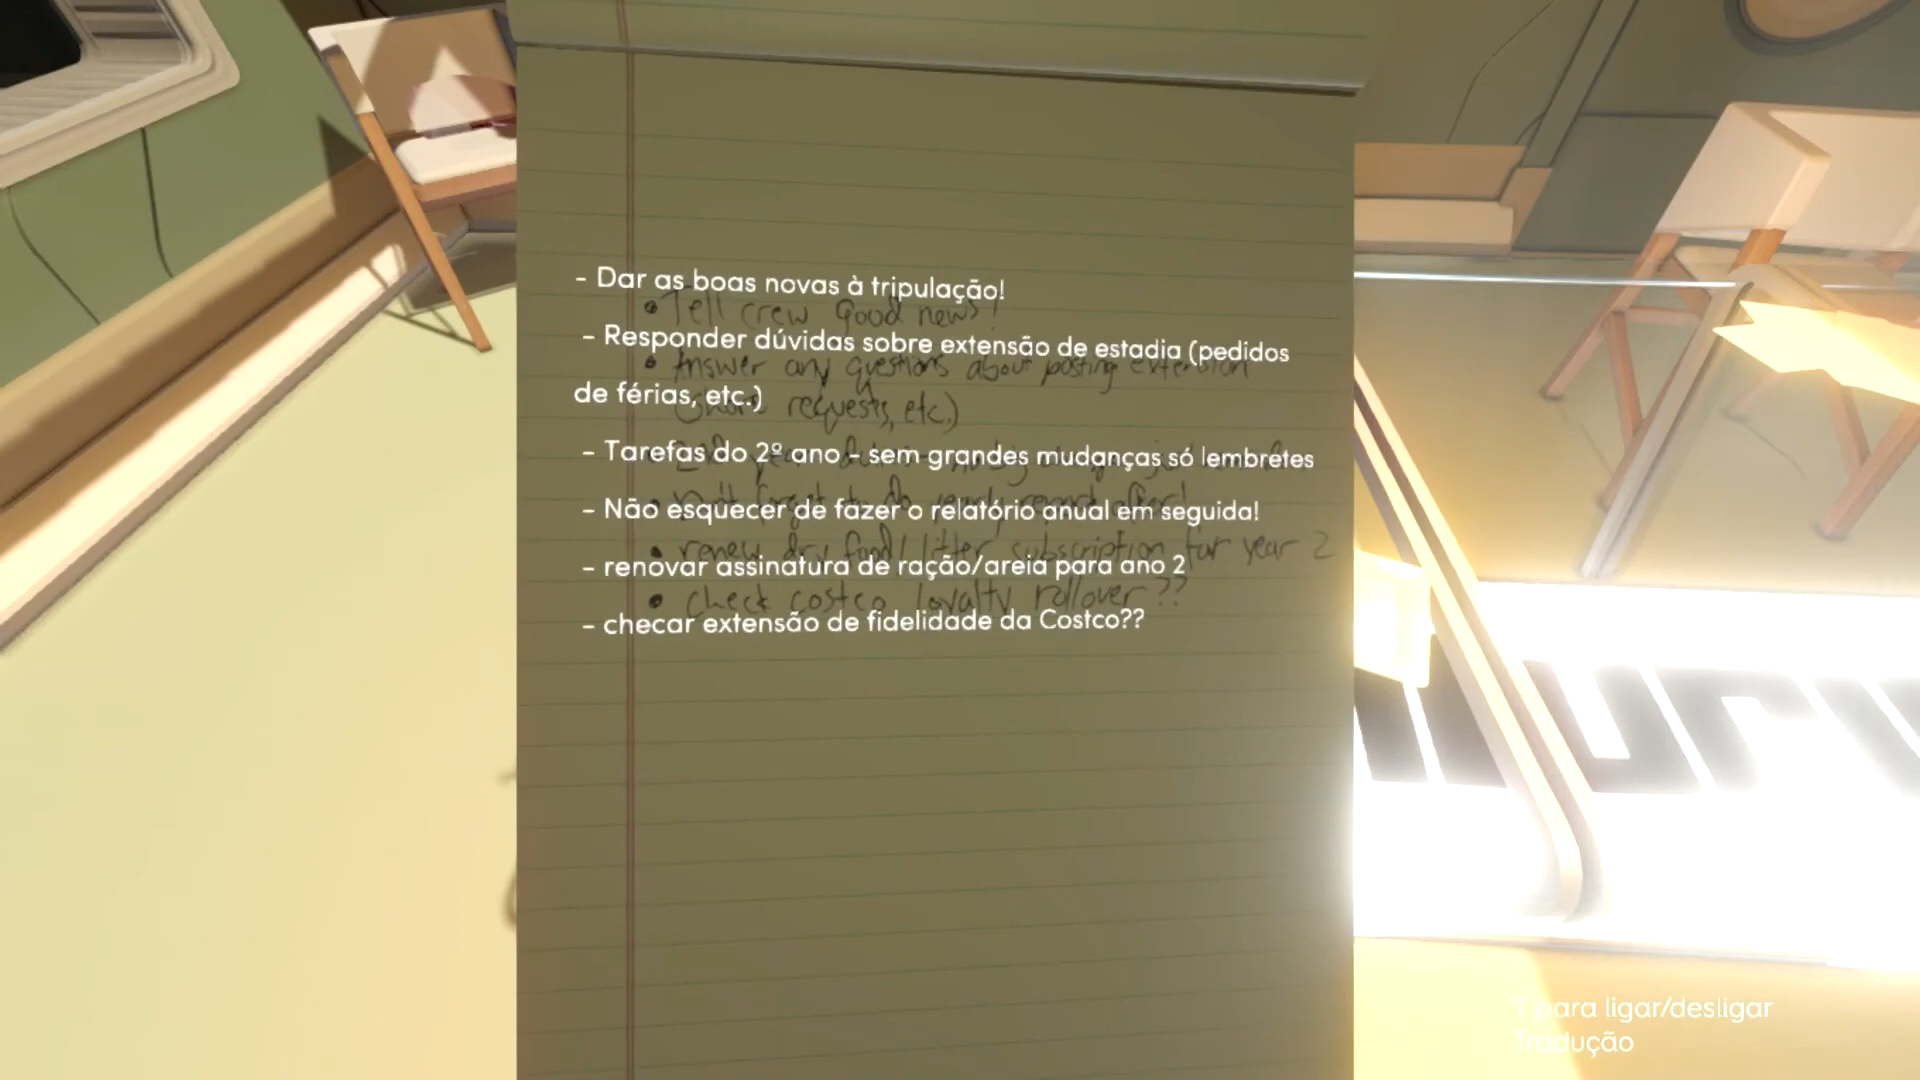 - Dar as boas novas à tripulação!
• Tell crew Good news!
- Responder dúvidas sobre extensão de estadia (pedidos
• Answer any questions about posting extension
de férias, etc.)
requests, etc.)
- Tarefas do 2º ano - sem grandes mudanças só lembretes
- Não esquecer de fazer o relatório anual em seguida!
• renew dry food/litter subscription for year 2
- renovar assinatura de ração/areia para ano 2
• check costco loyalty rollover??
- checar extensão de fidelidade da Costco??
T para ligar/desligar
Tradução